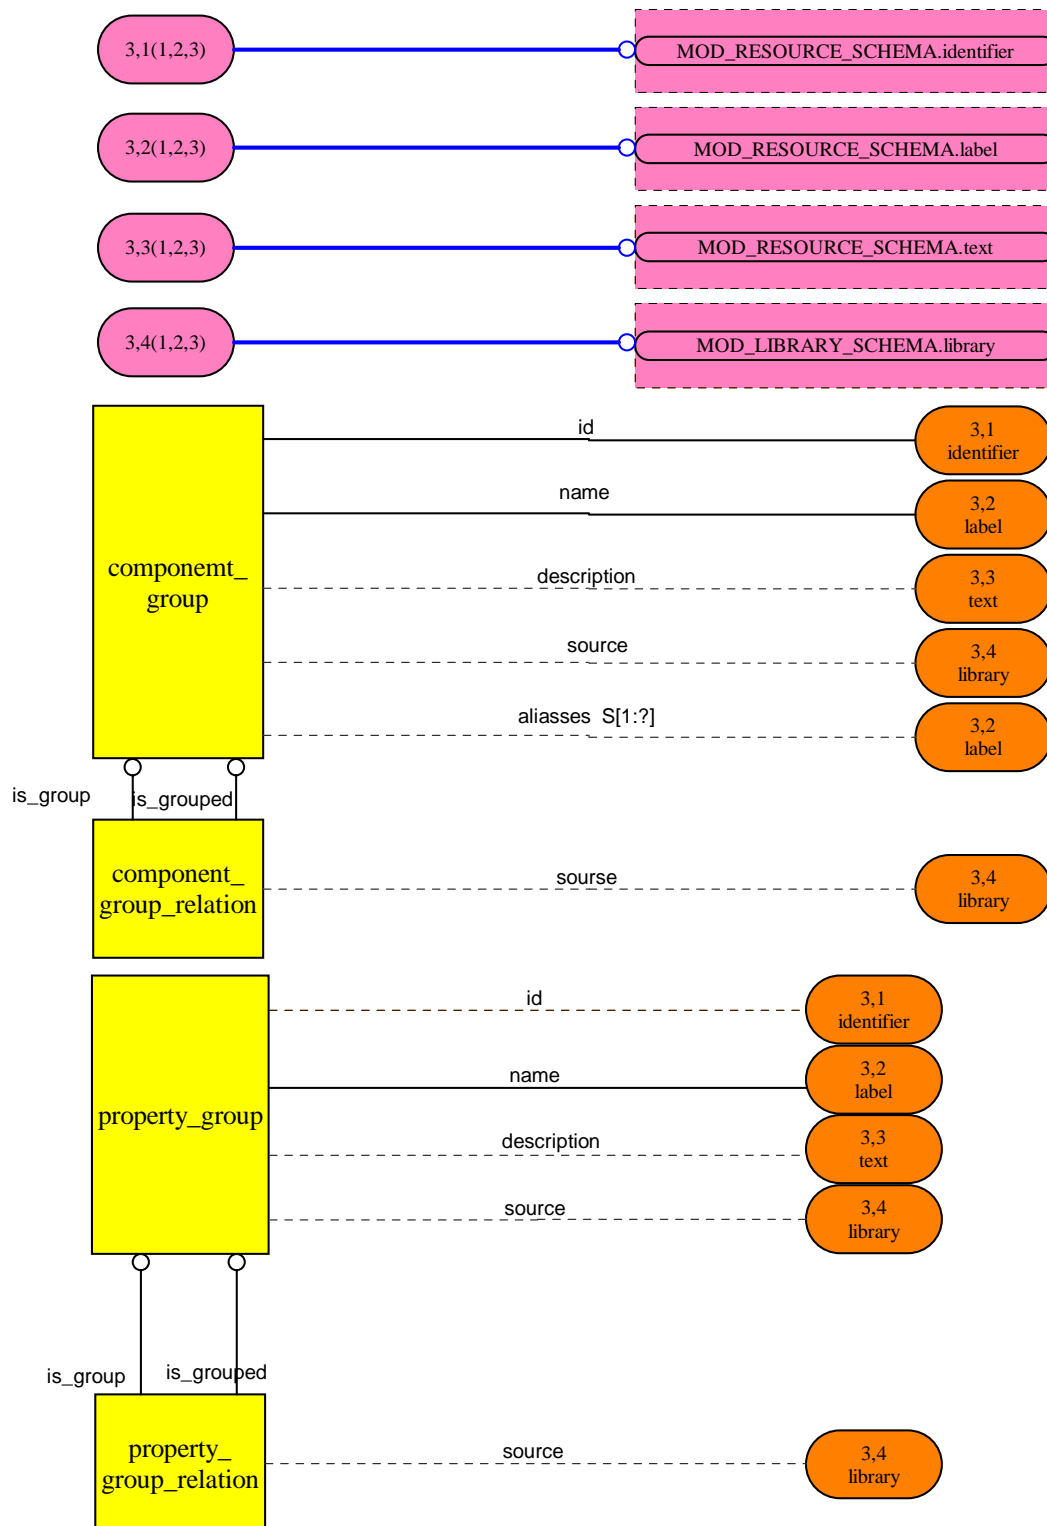 3,1(1,2,3)
MOD_RESOURCE_SCHEMA.identifier
3,2(1,2,3)
MOD_RESOURCE_SCHEMA.label
3,3(1,2,3)
MOD_RESOURCE_SCHEMA.text
3,4(1,2,3)
MOD_LIBRARY_SCHEMA.library
componemt_
group
id
3,1
identifier
name
3,2
label
description
3,3
text
source
3,4
library
aliasses S[1:?]
3,2
label
is_group
is_grouped
component_
group_relation
sourse
3,4
library
property_group
id
3,1
identifier
name
3,2
label
description
3,3
text
source
3,4
library
is_group
is_grouped
property_
group_relation
source
3,4
library